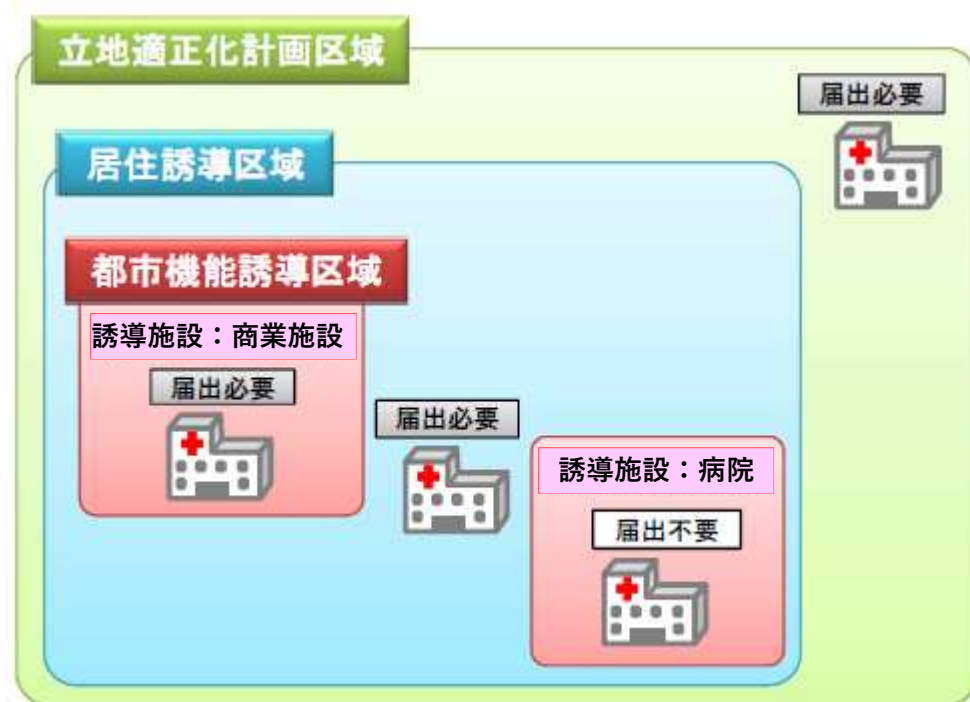 立地適正化計画区域
届出必要
居住誘導区域
都市機能誘導区域
誘導施設：商業施設
届出必要
届出必要
誘導施設：病院
届出不要